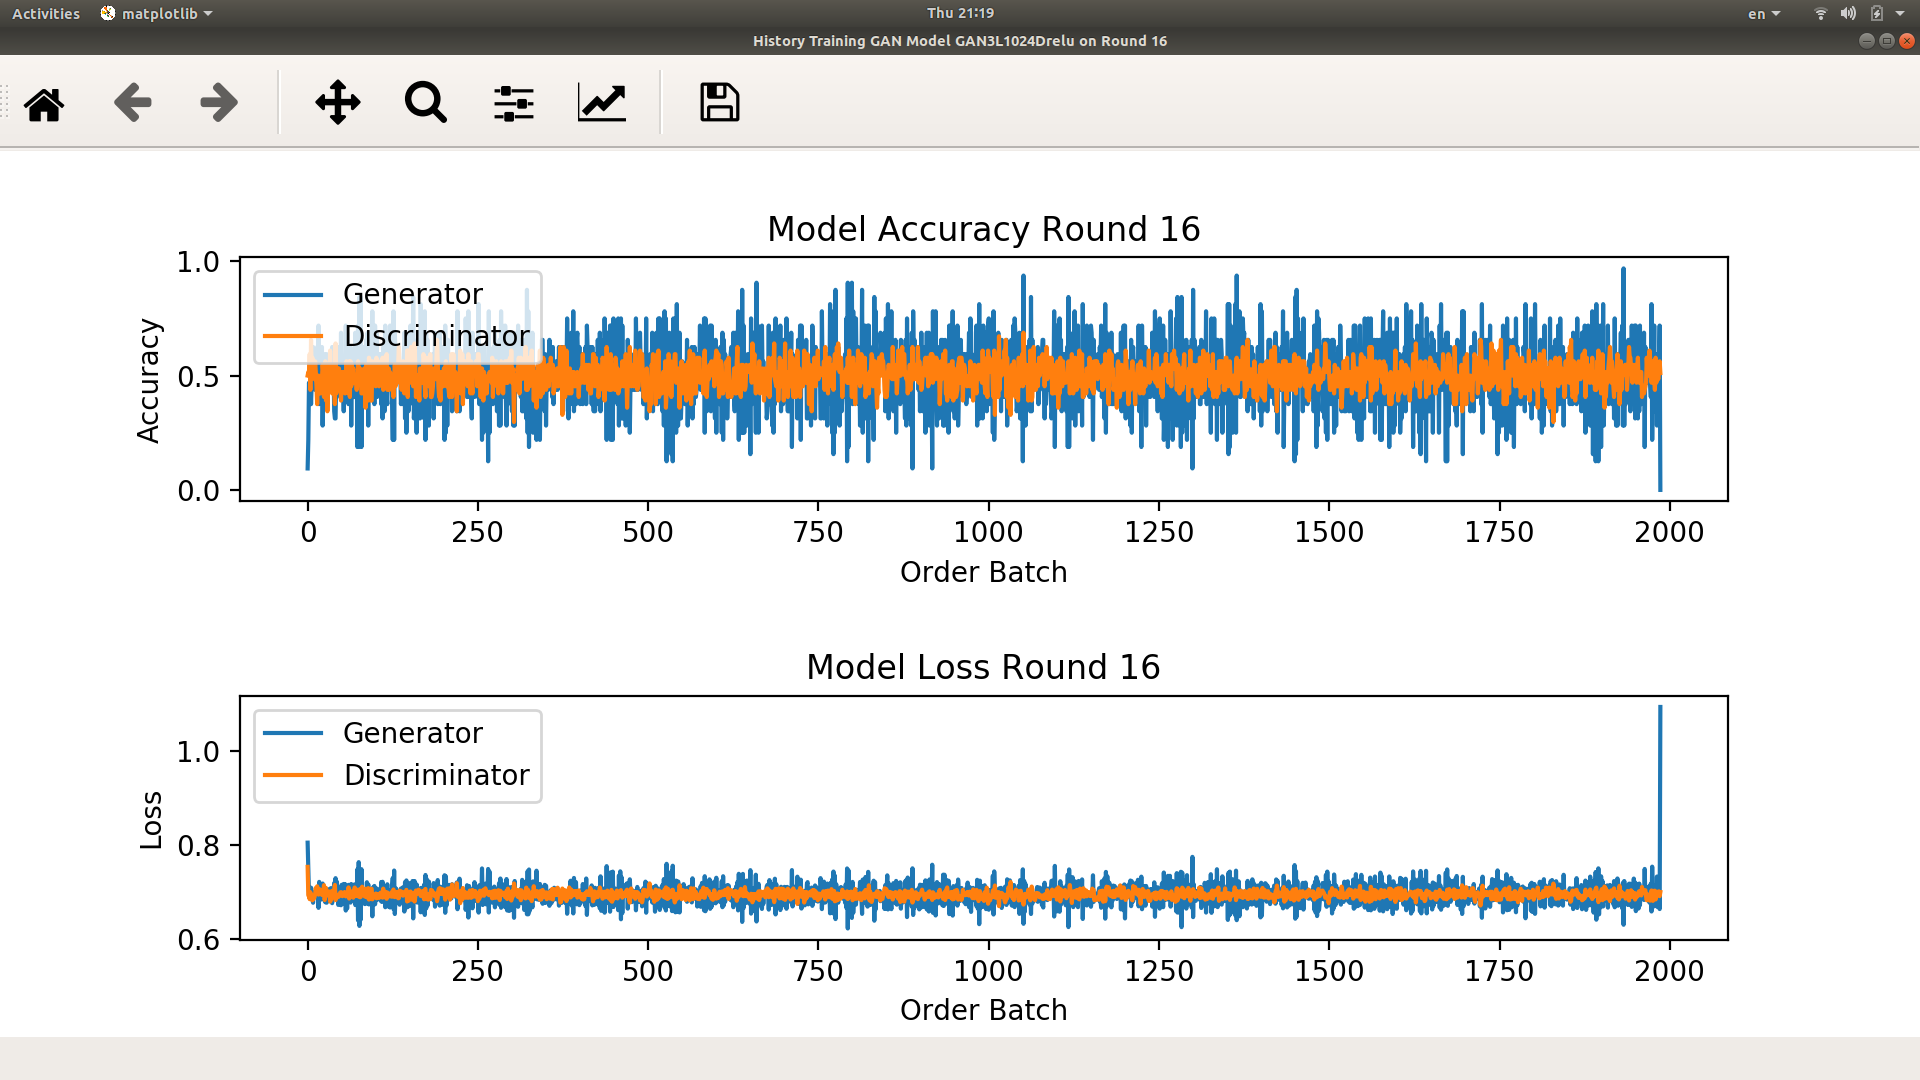 Activities matplotlib Thu 21:19 en
History Training GAN Model GAN3L1024Drelu on Round 16
Model Accuracy Round 16
Accuracy
1.0
0.5
0.0
Generator
Discriminator
0 250 500 750 1000 1250 1500 1750 2000
Order Batch
Model Loss Round 16
Loss
1.0
0.8
0.6
Generator
Discriminator
0 250 500 750 1000 1250 1500 1750 2000
Order Batch